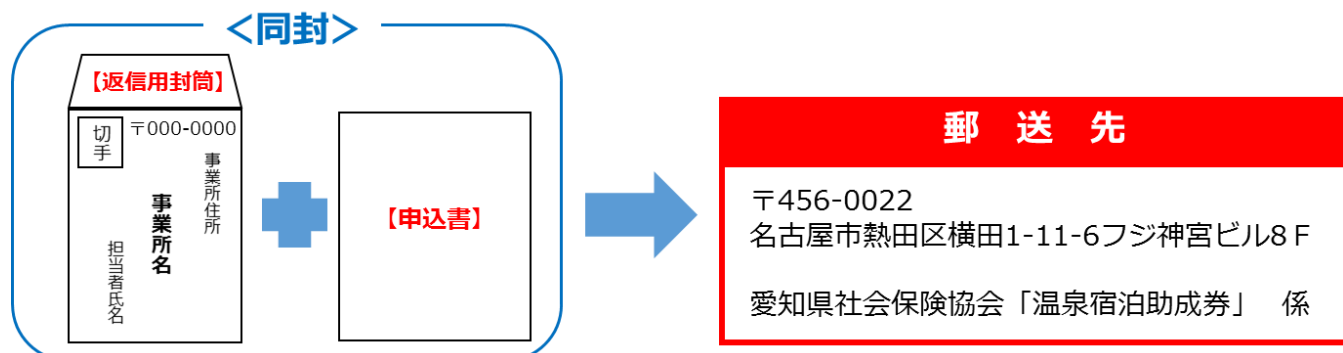 ＜同封＞
【返信用封筒】
切手
〒000-0000
事業所住所
事業所名
担当者氏名
【申込書】
郵 送 先
〒456-0022
名古屋市熱田区横田1-11-6フジ神宮ビル8Ｆ
愛知県社会保険協会「温泉宿泊助成券」　係